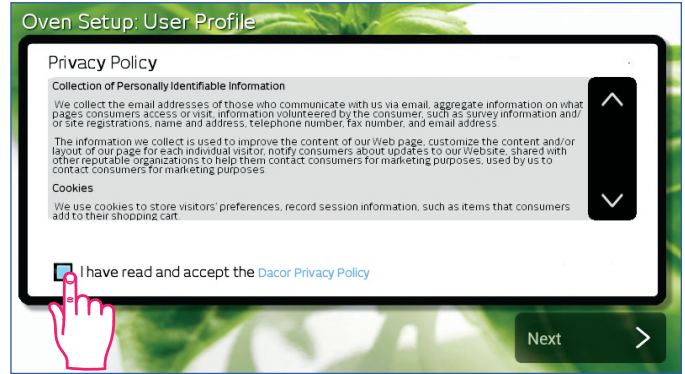 Oven Setup: User Profile
Privacy Policy
Collection of Personally Identifiable Information
We collect the email addresses of those who communicate with us via email, aggregate information on what
pages consumers access or visit, information volunteered by the consumer, such as survey information and/
or site registrations, name and address, telephone number, fax number, and email address.
The information we collect is used to improve the content of our Web page, customize the content and/or
layout of our page for each individual visitor, notify consumers about updates to our Website, shared with
other reputable organizations to help them contact consumers for marketing purposes, used by us to
contact consumers for marketing purposes.
Cookies
We use cookies to store visitors' preferences, record session information, such as items that consumers
add to their shopping cart.
I have read and accept the Dacor Privacy Policy
Next